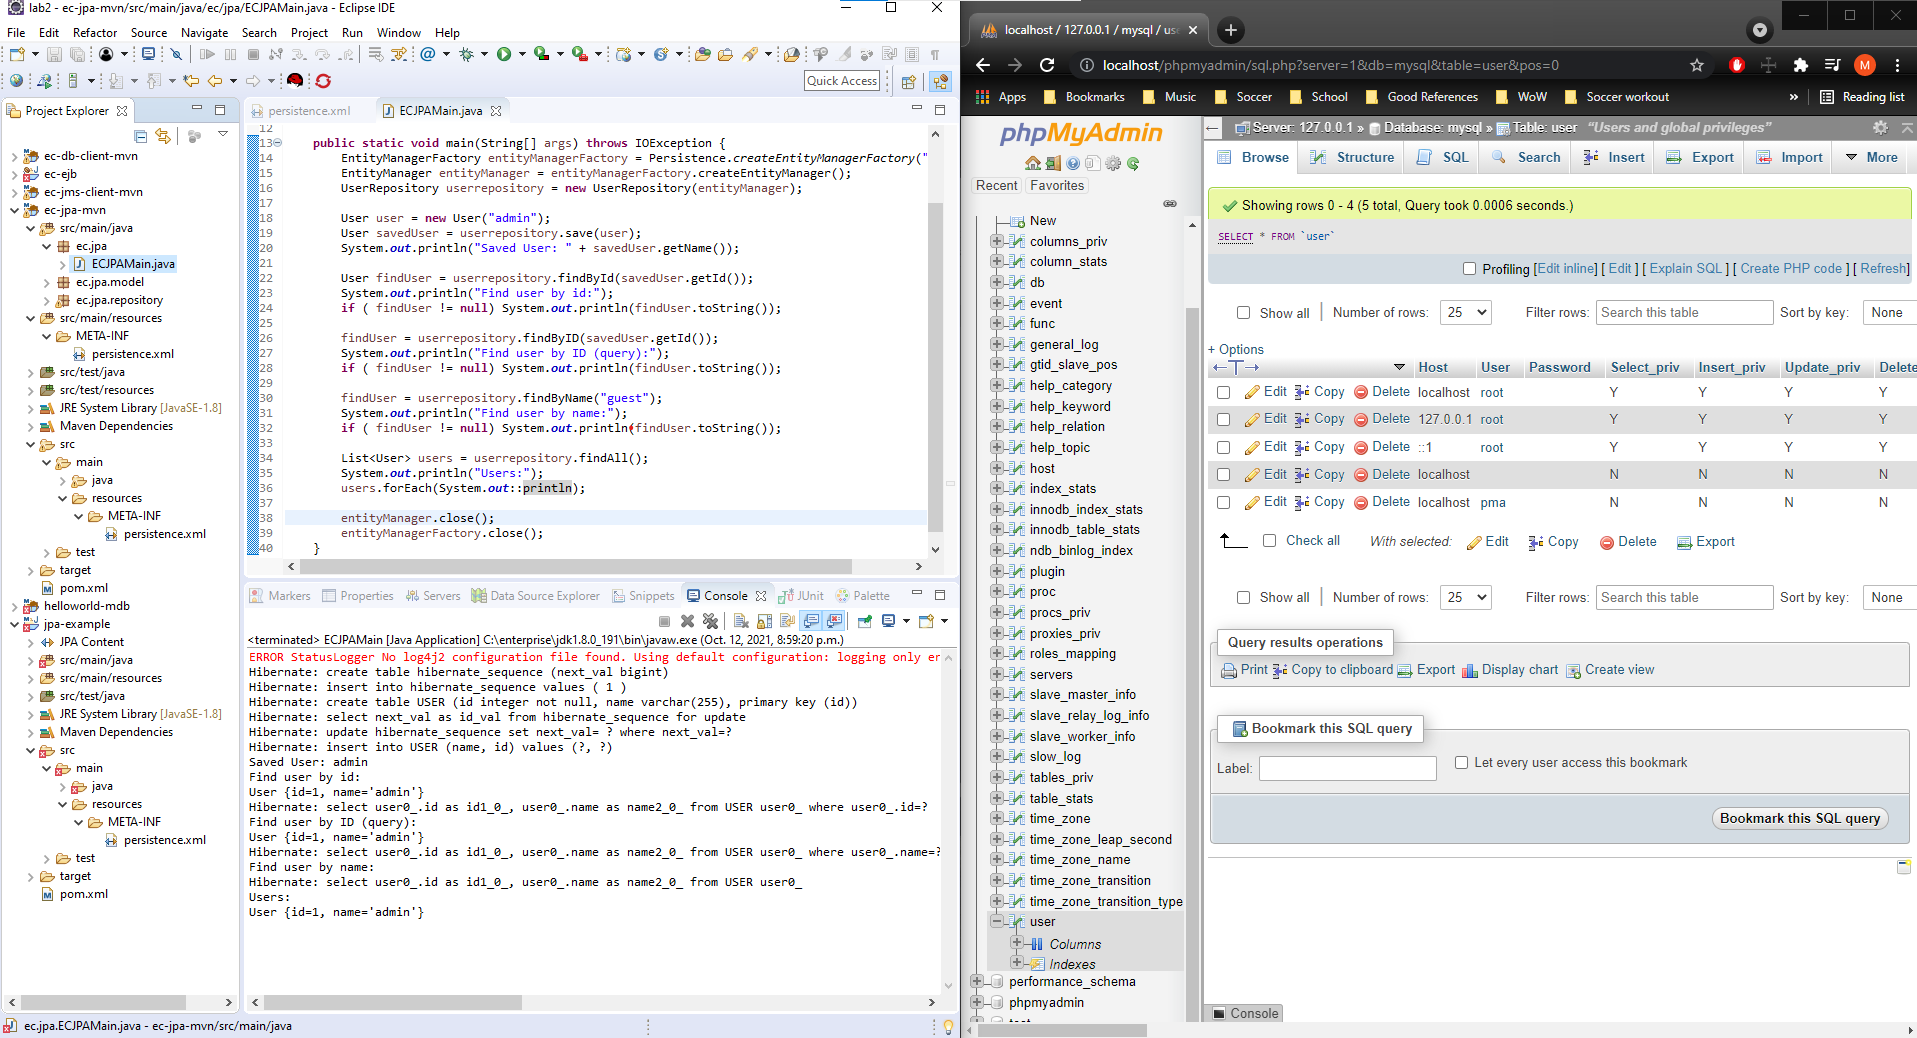 lab2 - ec-jpa-mvn/src/main/java/ec/jpa/ECJPAMain.java - Eclipse IDE
File Edit Refactor Source Navigate Search Project Run Window Help
Quick Access
Project Explorer
ec-db-client-mvn
ec-ejb
ec-jms-client-mvn
ec-jpa-mvn
src/main/java
ec.jpa
ECJPAMain.java
ec.jpa.model
ec.jpa.repository
src/main/resources
META-INF
persistence.xml
src/test/java
src/test/resources
JRE System Library [JavaSE-1.8]
Maven Dependencies
src
main
java
resources
META-INF
persistence.xml
test
target
pom.xml
helloworld-mdb
jpa-example
JPA Content
src/main/java
src/main/resources
src/test/java
JRE System Library [JavaSE-1.8]
Maven Dependencies
src
main
java
resources
META-INF
persistence.xml
test
target
pom.xml
persistence.xml ECJPAMain.java
12
13 public static void main(String[] args) throws IOException {
14 EntityManagerFactory entityManagerFactory = Persistence.createEntityManagerFactory("
15 EntityManager entityManager = entityManagerFactory.createEntityManager();
16 UserRepository userrepository = new UserRepository(entityManager);
17
18 User user = new User("admin");
19 User savedUser = userrepository.save(user);
20 System.out.println("Saved User: " + savedUser.getName());
21
22 User findUser = userrepository.findById(savedUser.getId());
23 System.out.println("Find user by id:");
24 if ( findUser != null) System.out.println(findUser.toString());
25
26 findUser = userrepository.findByID(savedUser.getId());
27 System.out.println("Find user by ID (query):");
28 if ( findUser != null) System.out.println(findUser.toString());
29
30 findUser = userrepository.findByName("guest");
31 System.out.println("Find user by name:");
32 if ( findUser != null) System.out.println(findUser.toString());
33
34 List<User> users = userrepository.findAll();
35 System.out.println("Users:");
36 users.forEach(System.out::println);
37
38 entityManager.close();
39 entityManagerFactory.close();
40 }
Markers Properties Servers Data Source Explorer Snippets Console JUnit Palette
<terminated> ECJPAMain [Java Application] C:\enterprise\jdk1.8.0_191\bin\javaw.exe (Oct. 12, 2021, 8:59:20 p.m.)
ERROR StatusLogger No log4j2 configuration file found. Using default configuration: logging only er
Hibernate: create table hibernate_sequence (next_val bigint)
Hibernate: insert into hibernate_sequence values ( 1 )
Hibernate: create table USER (id integer not null, name varchar(255), primary key (id))
Hibernate: select next_val as id_val from hibernate_sequence for update
Hibernate: update hibernate_sequence set next_val= ? where next_val=?
Hibernate: insert into USER (name, id) values (?, ?)
Saved User: admin
Find user by id:
User {id=1, name='admin'}
Hibernate: select user0_.id as id1_0_, user0_.name as name2_0_ from USER user0_ where user0_.id=?
Find user by ID (query):
User {id=1, name='admin'}
Hibernate: select user0_.id as id1_0_, user0_.name as name2_0_ from USER user0_ where user0_.name=?
Find user by name:
Hibernate: select user0_.id as id1_0_, user0_.name as name2_0_ from USER user0_
Users:
User {id=1, name='admin'}
ec.jpa.ECJPAMain.java - ec-jpa-mvn/src/main/java
localhost / 127.0.0.1 / mysql / use
localhost/phpmyadmin/sql.php?server=1&db=mysql&table=user&pos=0
M
Apps Bookmarks Music Soccer School Good References WoW Soccer workout » Reading list
phpMyAdmin
Recent Favorites
New
columns_priv
column_stats
db
event
func
general_log
gtid_slave_pos
help_category
help_keyword
help_relation
help_topic
host
index_stats
innodb_index_stats
innodb_table_stats
ndb_binlog_index
plugin
proc
procs_priv
proxies_priv
roles_mapping
servers
slave_master_info
slave_relay_log_info
slave_worker_info
slow_log
tables_priv
table_stats
time_zone
time_zone_leap_second
time_zone_name
time_zone_transition
time_zone_transition_type
user
Columns
Indexes
performance_schema
phpmyadmin
test
Server: 127.0.0.1 » Database: mysql » Table: user "Users and global privileges"
Browse Structure SQL Search Insert Export Import More
Showing rows 0 - 4 (5 total, Query took 0.0006 seconds.)
SELECT * FROM `user`
Profiling [Edit inline] [ Edit ] [ Explain SQL ] [ Create PHP code ] [ Refresh]
Show all Number of rows: 25 Filter rows: Search this table Sort by key: None
+ Options
←T→ Host User Password Select_priv Insert_priv Update_priv Delete
Edit Copy Delete localhost root Y Y Y Y
Edit Copy Delete 127.0.0.1 root Y Y Y Y
Edit Copy Delete ::1 root Y Y Y Y
Edit Copy Delete localhost N N N N
Edit Copy Delete localhost pma N N N N
Check all With selected: Edit Copy Delete Export
Show all Number of rows: 25 Filter rows: Search this table Sort by key: None
Query results operations
Print Copy to clipboard Export Display chart Create view
Bookmark this SQL query
Label: Let every user access this bookmark
Bookmark this SQL query
Console